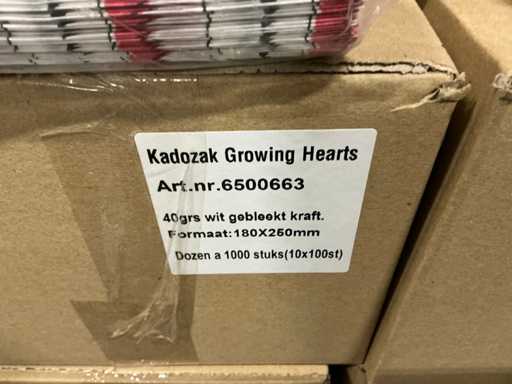 Kadozak Growing Hearts
Art.nr.6500663
40grs wit gebleekt kraft.
Formaat:180X250mm
Dozen a 1000 stuks(10x100st)